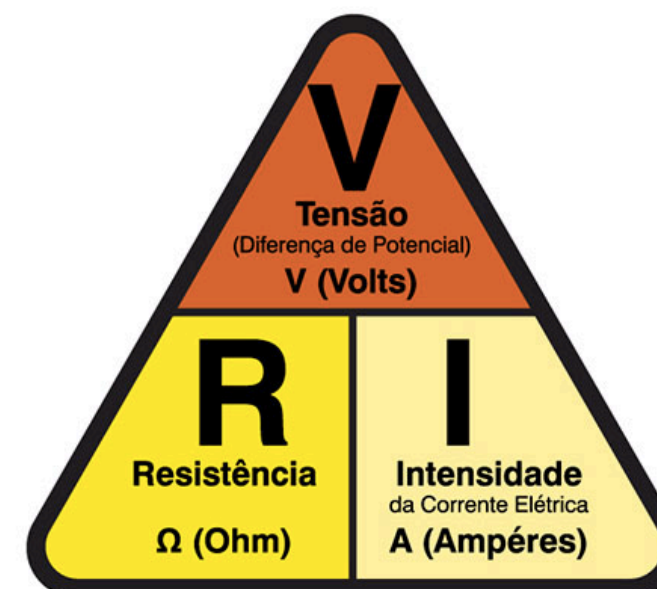 V
Tensão
(Diferença de Potencial)
V (Volts)
R
Resistência
Ω (Ohm)
I
Intensidade
da Corrente Elétrica
A (Ampéres)